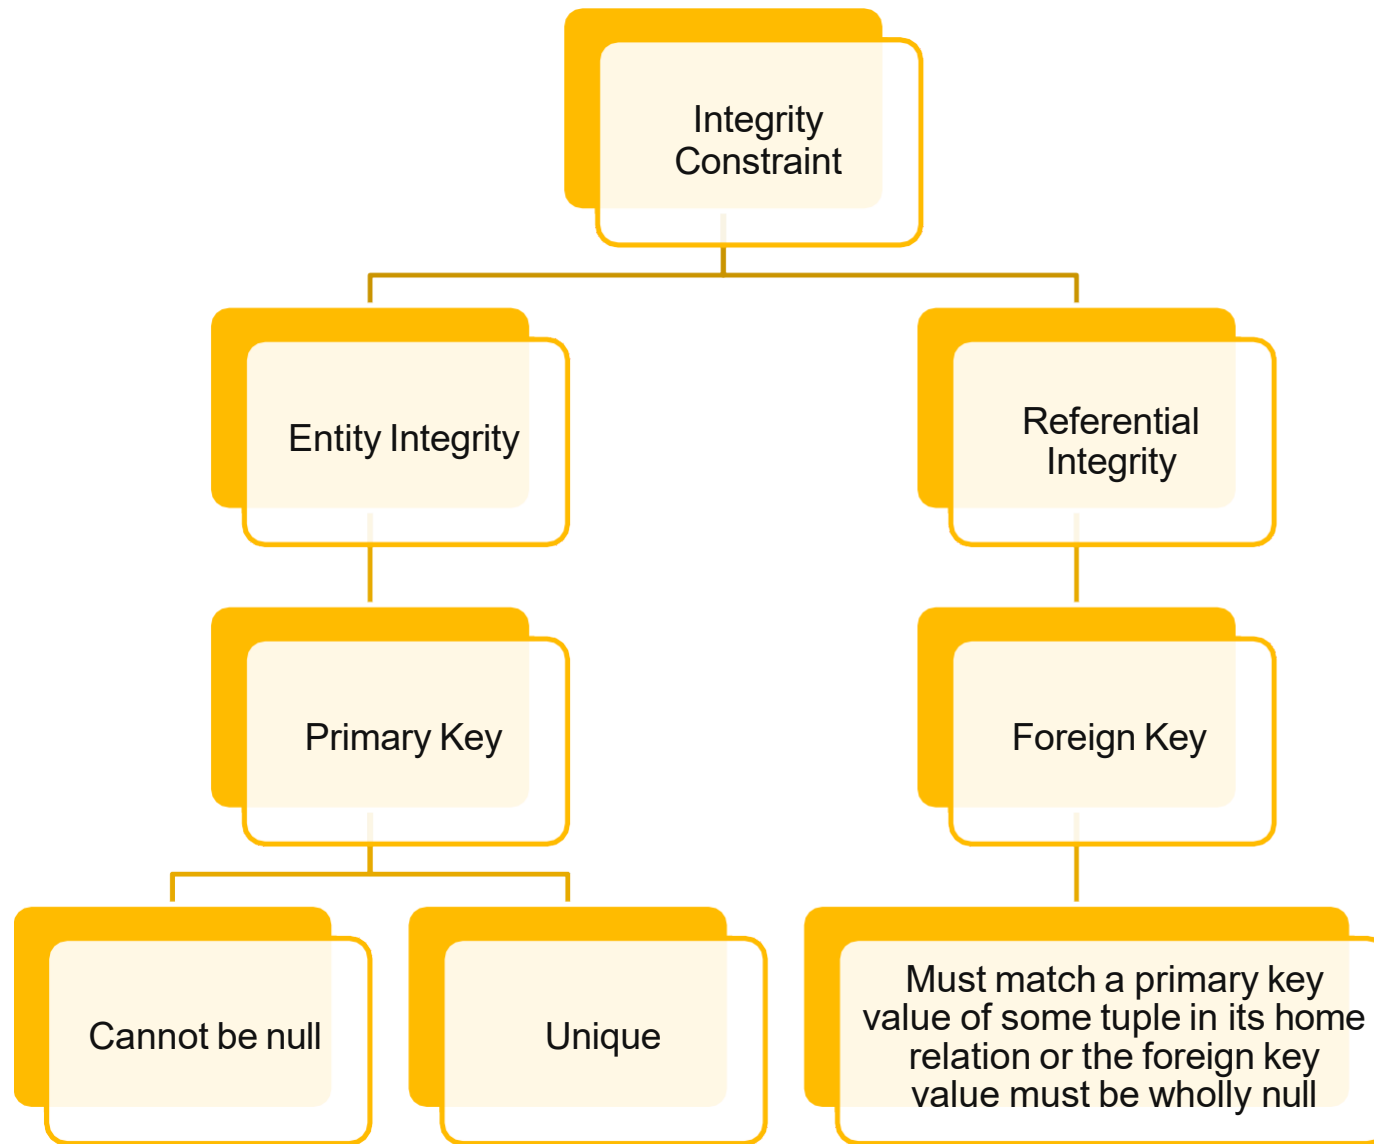 Integrity
Constraint
Entity Integrity
Referential
Integrity
Primary Key
Foreign Key
Cannot be null
Unique
Must match a primary key
value of some tuple in its home
relation or the foreign key
value must be wholly null